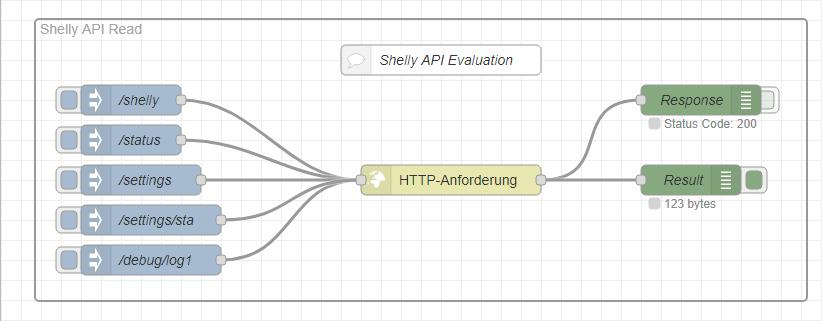 Shelly API Read
Shelly API Evaluation
/shelly
/status
/settings
/settings/sta
/debug/log1
HTTP-Anforderung
Response
Status Code: 200
Result
123 bytes